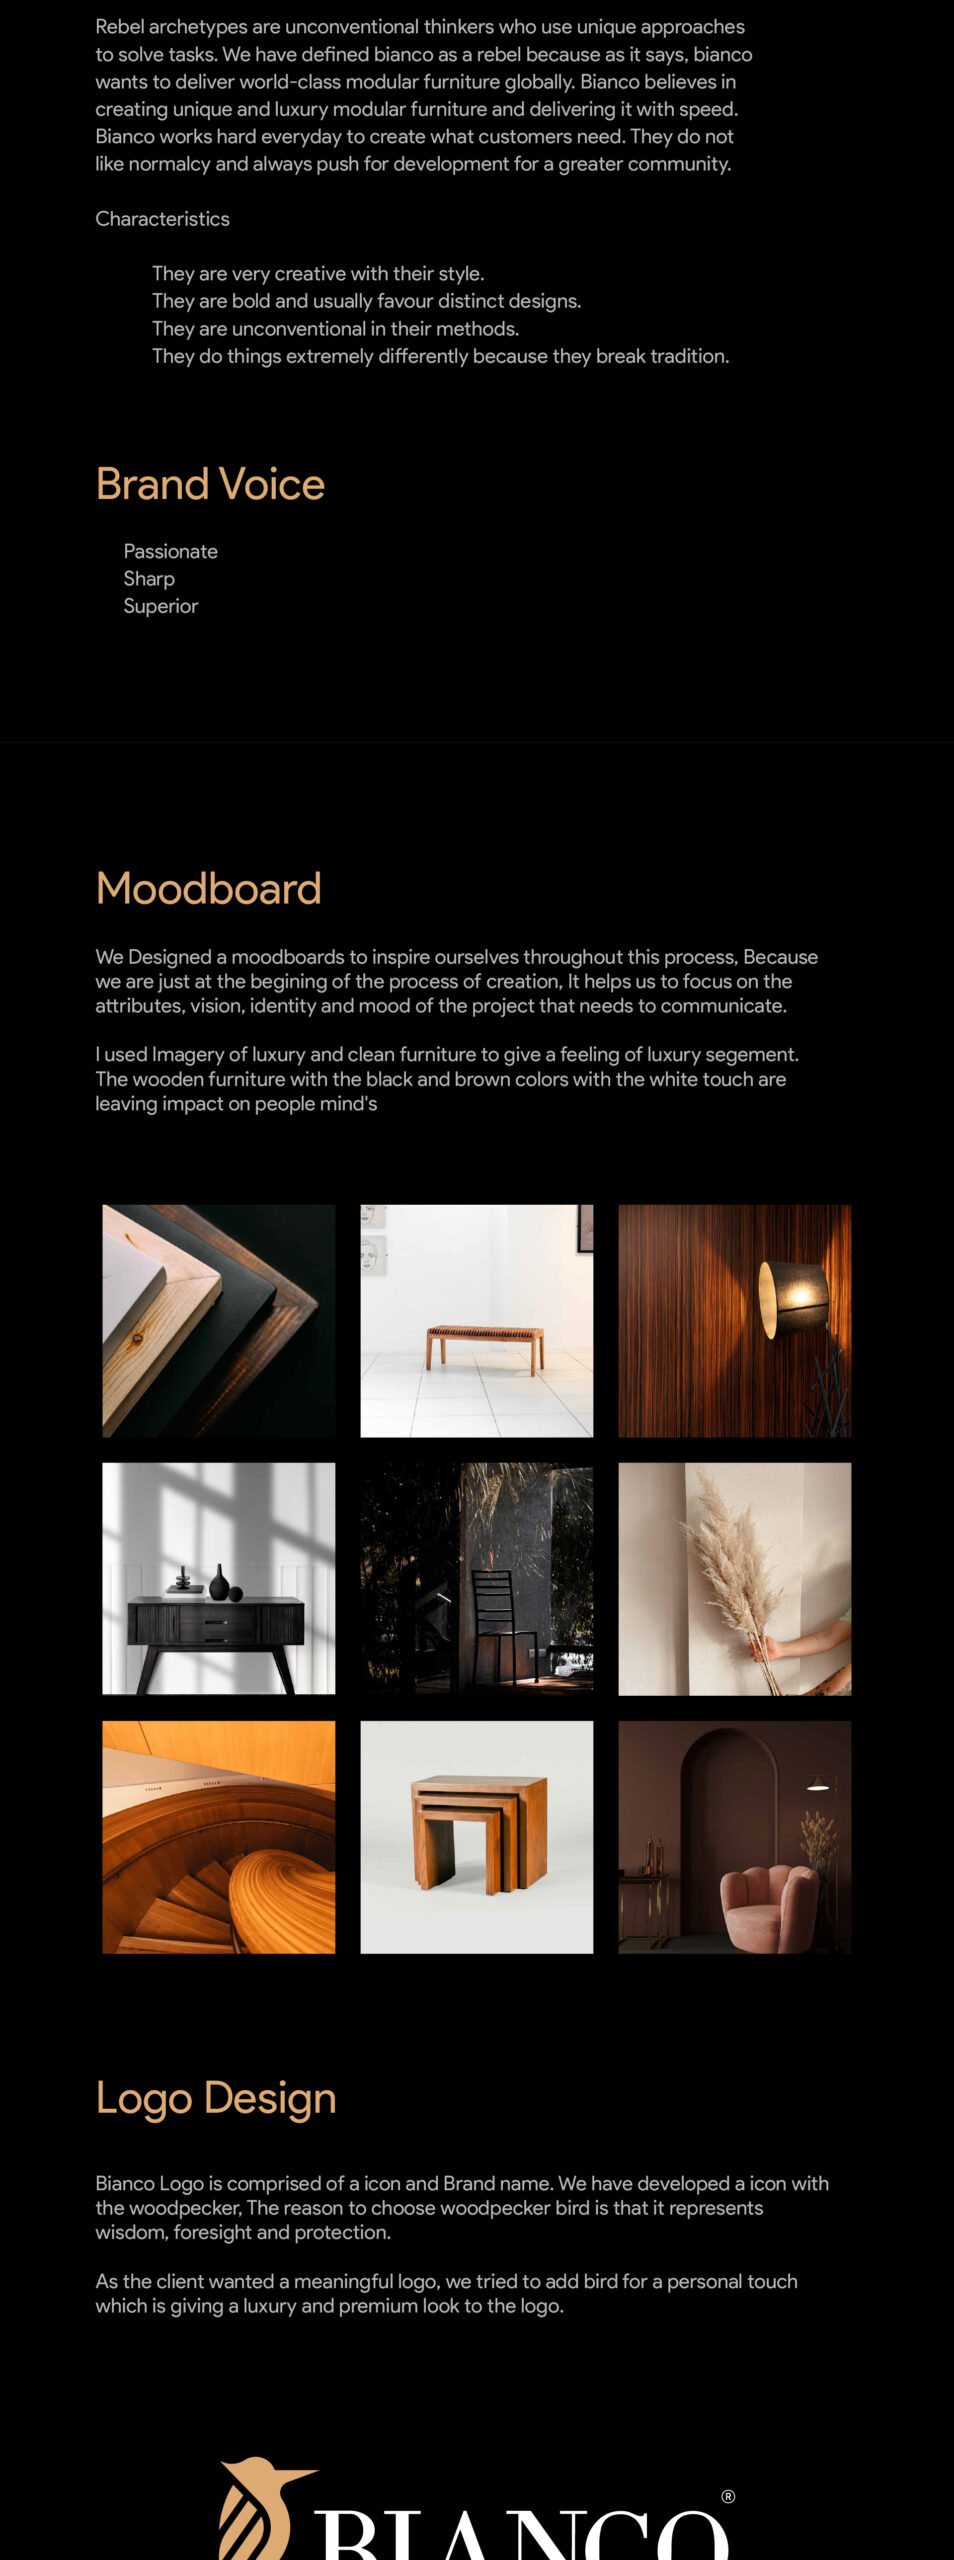 Rebel archetypes are unconventional thinkers who use unique approaches
to solve tasks. We have defined bianco as a rebel because as it says, bianco
wants to deliver world-class modular furniture globally. Bianco believes in
creating unique and luxury modular furniture and delivering it with speed.
Bianco works hard everyday to create what customers need. They do not
like normalcy and always push for development for a greater community.
Characteristics
They are very creative with their style.
They are bold and usually favour distinct designs.
They are unconventional in their methods.
They do things extremely differently because they break tradition.
Brand Voice
Passionate
Sharp
Superior
Moodboard
We Designed a moodboards to inspire ourselves throughout this process, Because
we are just at the begining of the process of creation, It helps us to focus on the
attributes, vision, identity and mood of the project that needs to communicate.
I used Imagery of luxury and clean furniture to give a feeling of luxury segement.
The wooden furniture with the black and brown colors with the white touch are
leaving impact on people mind's
Logo Design
Bianco Logo is comprised of a icon and Brand name. We have developed a icon with
the woodpecker, The reason to choose woodpecker bird is that it represents
wisdom, foresight and protection.
As the client wanted a meaningful logo, we tried to add bird for a personal touch
which is giving a luxury and premium look to the logo.
BIANCO®